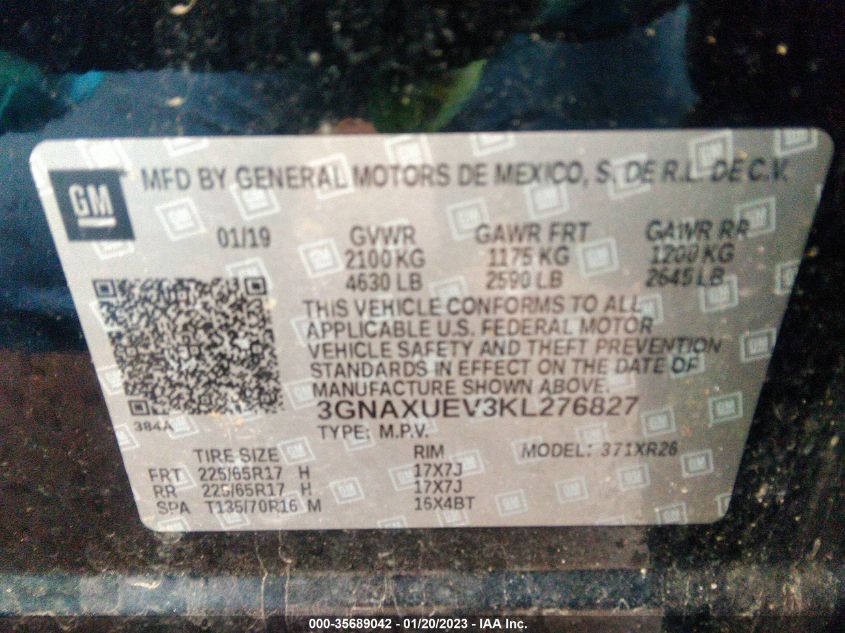 GM
MFD BY GENERAL MOTORS DE MEXICO, S. DE R.L. DE C.V.
01/19 GVWR GAWR FRT GAWR RR
2100 KG 1175 KG 1200 KG
4630 LB 2590 LB 2645 LB
THIS VEHICLE CONFORMS TO ALL
APPLICABLE U.S. FEDERAL MOTOR
VEHICLE SAFETY AND THEFT PREVENTION
STANDARDS IN EFFECT ON THE DATE OF
MANUFACTURE SHOWN ABOVE.
3GNAXUEV3KL276827
384A
TYPE: M.P.V.
TIRE SIZE RIM MODEL: 371XR26
FRT 225/65R17 H 17X7J
RR 225/65R17 H 17X7J
SPA T135/70R16 M 16X4BT
000-35689042 - 01/20/2023 - IAA Inc.